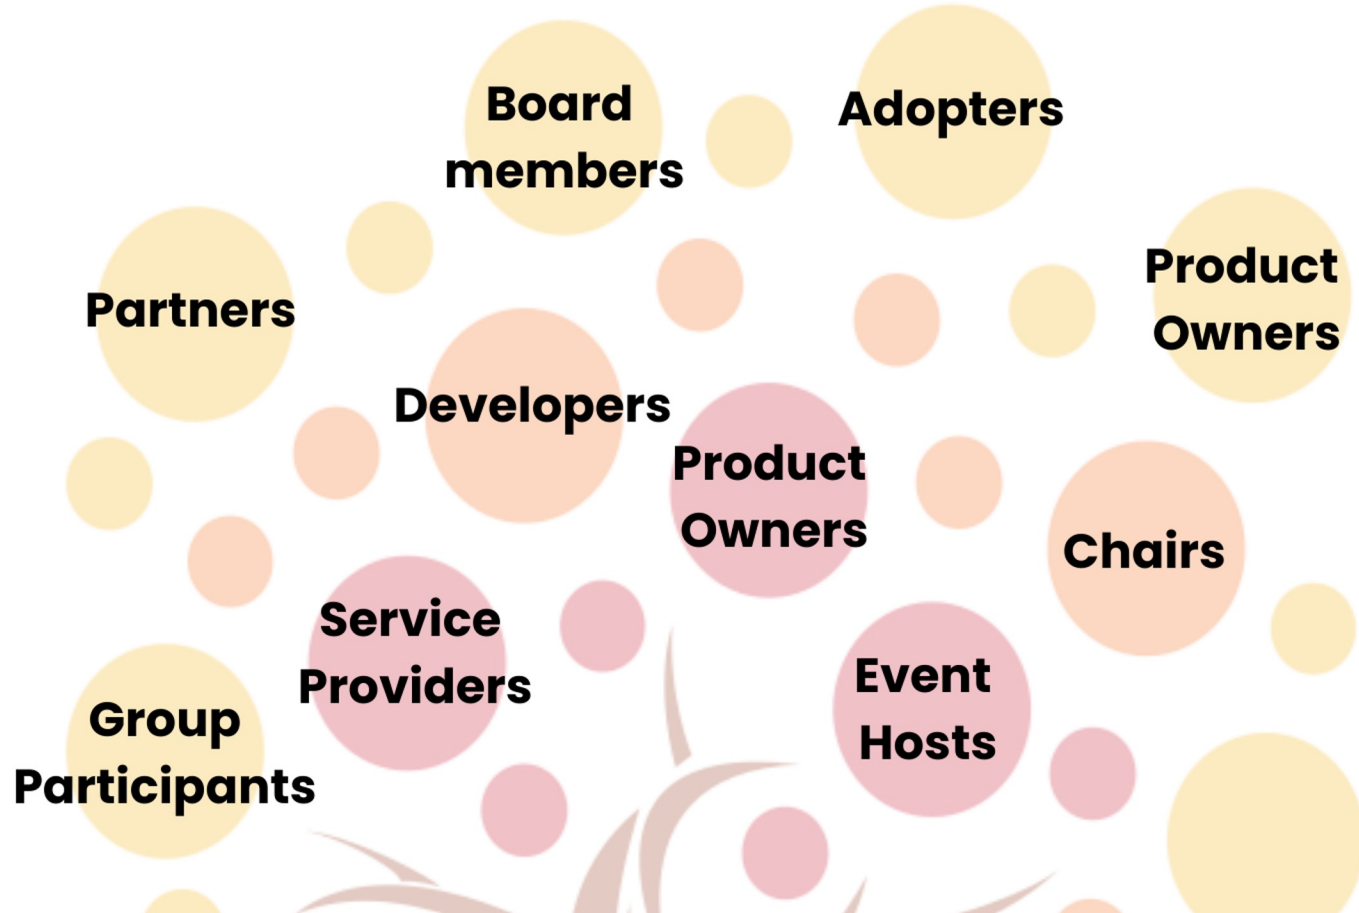 Board
members
Adopters
Partners
Product
Owners
Developers
Product
Owners
Chairs
Service
Providers
Event
Hosts
Group
Participants